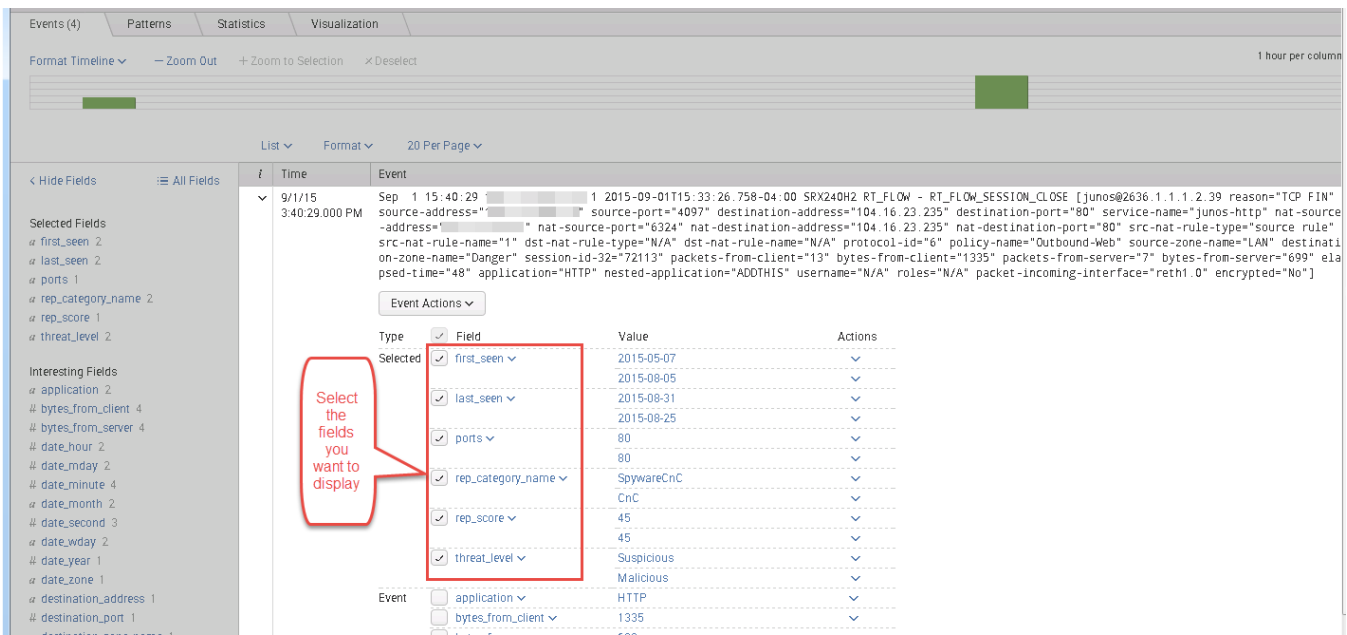 Events (4) Patterns Statistics Visualization
Format Timeline — Zoom Out + Zoom to Selection × Deselect 1 hour per column
List Format 20 Per Page
< Hide Fields All Fields i Time Event
Selected Fields
a first_seen 2
a last_seen 2
a ports 1
a rep_category_name 2
a rep_score 1
a threat_level 2
Interesting Fields
a application 2
# bytes_from_client 4
# bytes_from_server 4
# date_hour 2
# date_mday 2
# date_minute 4
a date_month 2
# date_second 3
a date_wday 2
# date_year 1
a date_zone 1
a destination_address 1
# destination_port 1
9/1/15
3:40:29.000 PM
Sep 1 15:40:29 1 2015-09-01T15:33:26.758-04:00 SRX240H2 RT_FLOW - RT_FLOW_SESSION_CLOSE [junos@2636.1.1.1.2.39 reason="TCP FIN"
source-address=" " source-port="4097" destination-address="104.16.23.235" destination-port="80" service-name="junos-http" nat-source
-address=" " nat-source-port="6324" nat-destination-address="104.16.23.235" nat-destination-port="80" src-nat-rule-type="source rule"
src-nat-rule-name="1" dst-nat-rule-type="N/A" dst-nat-rule-name="N/A" protocol-id="6" policy-name="Outbound-Web" source-zone-name="LAN" destinati
on-zone-name="Danger" session-id-32="72113" packets-from-client="13" bytes-from-client="1335" packets-from-server="7" bytes-from-server="699" ela
psed-time="48" application="HTTP" nested-application="ADDTHIS" username="N/A" roles="N/A" packet-incoming-interface="reth1.0" encrypted="No"]
Event Actions
Type Field Value Actions
Selected first_seen 2015-05-07
2015-08-05
last_seen 2015-08-31
2015-08-25
ports 80
80
rep_category_name SpywareCnC
CnC
rep_score 45
45
threat_level Suspicious
Malicious
Event application HTTP
bytes_from_client 1335
Select
the
fields
you
want to
display